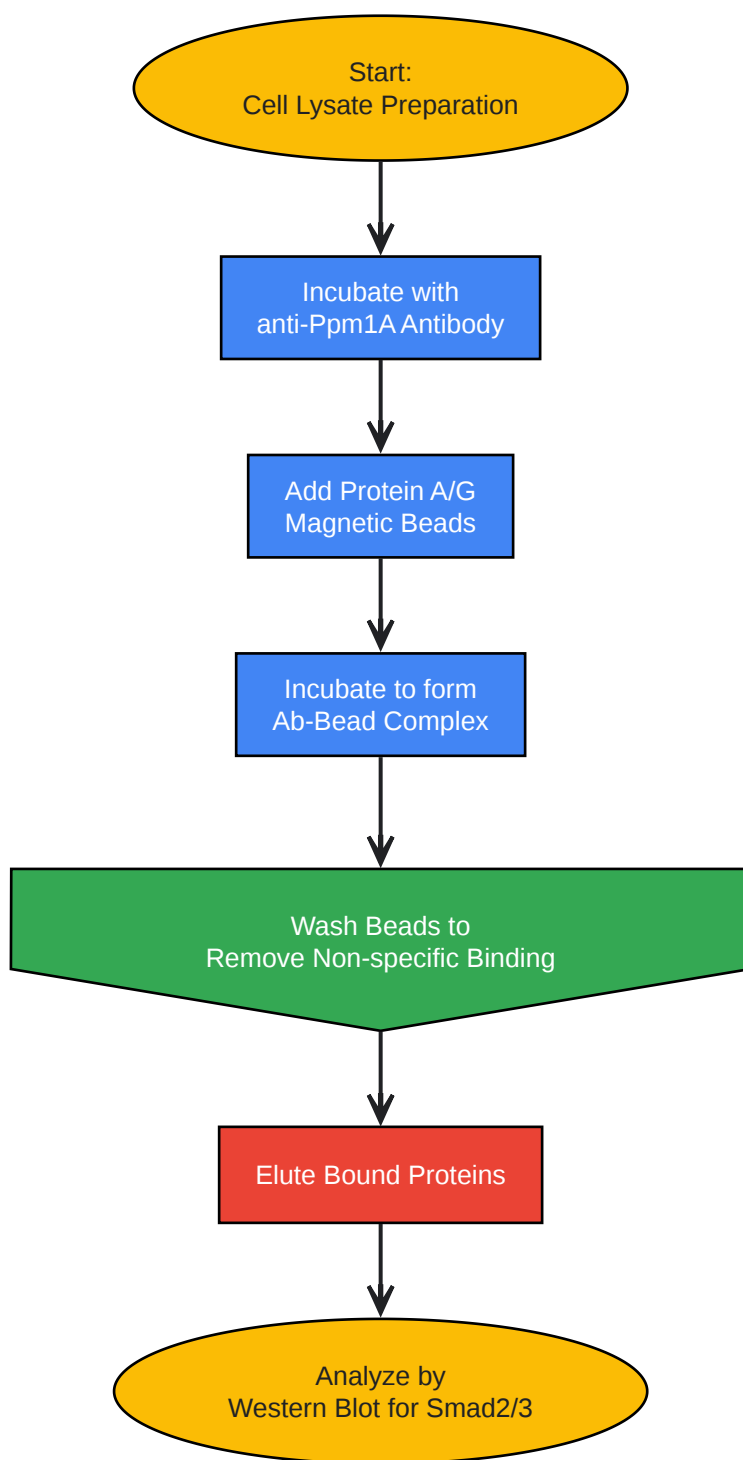 Start:
Cell Lysate Preparation
Incubate with
anti-Ppm1A Antibody
Add Protein A/G
Magnetic Beads
Incubate to form
Ab-Bead Complex
Wash Beads to
Remove Non-specific Binding
Elute Bound Proteins
Analyze by
Western Blot for Smad2/3